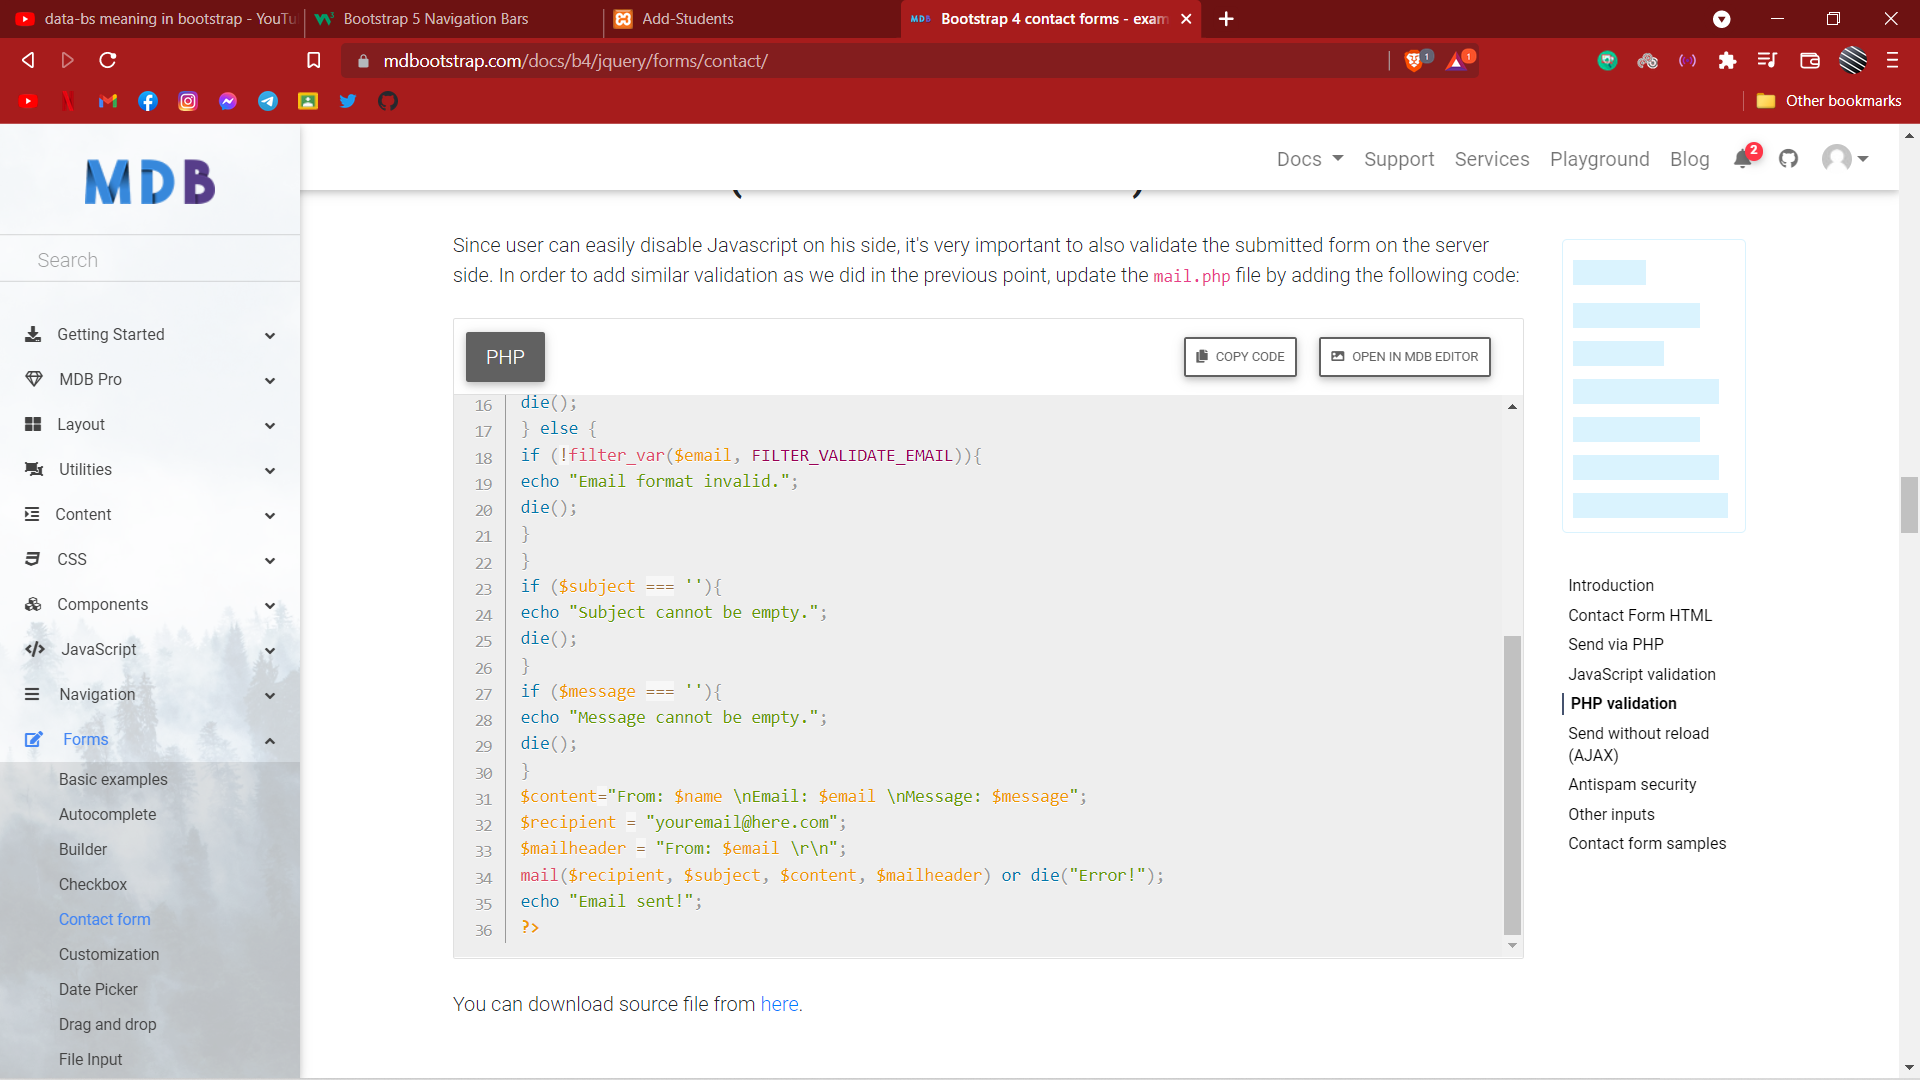 data-bs meaning in bootstrap - YouTu
Bootstrap 5 Navigation Bars
Add-Students
MDB Bootstrap 4 contact forms - exam
mdbootstrap.com/docs/b4/jquery/forms/contact/
1
1
Other bookmarks
MDB
Docs
Support
Services
Playground
Blog
2
Search
Getting Started
MDB Pro
Layout
Utilities
Content
CSS
Components
JavaScript
Navigation
Forms
Basic examples
Autocomplete
Builder
Checkbox
Contact form
Customization
Date Picker
Drag and drop
File Input
Since user can easily disable Javascript on his side, it's very important to also validate the submitted form on the server
side. In order to add similar validation as we did in the previous point, update the mail.php file by adding the following code:
PHP
COPY CODE
OPEN IN MDB EDITOR
16 die();
17 } else {
18 if (!filter_var($email, FILTER_VALIDATE_EMAIL)){
19 echo "Email format invalid.";
20 die();
21 }
22 }
23 if ($subject === ''){
24 echo "Subject cannot be empty.";
25 die();
26 }
27 if ($message === ''){
28 echo "Message cannot be empty.";
29 die();
30 }
31 $content="From: $name \nEmail: $email \nMessage: $message";
32 $recipient = "youremail@here.com";
33 $mailheader = "From: $email \r\n";
34 mail($recipient, $subject, $content, $mailheader) or die("Error!");
35 echo "Email sent!";
36 ?>
You can download source file from here.
Introduction
Contact Form HTML
Send via PHP
JavaScript validation
PHP validation
Send without reload
(AJAX)
Antispam security
Other inputs
Contact form samples